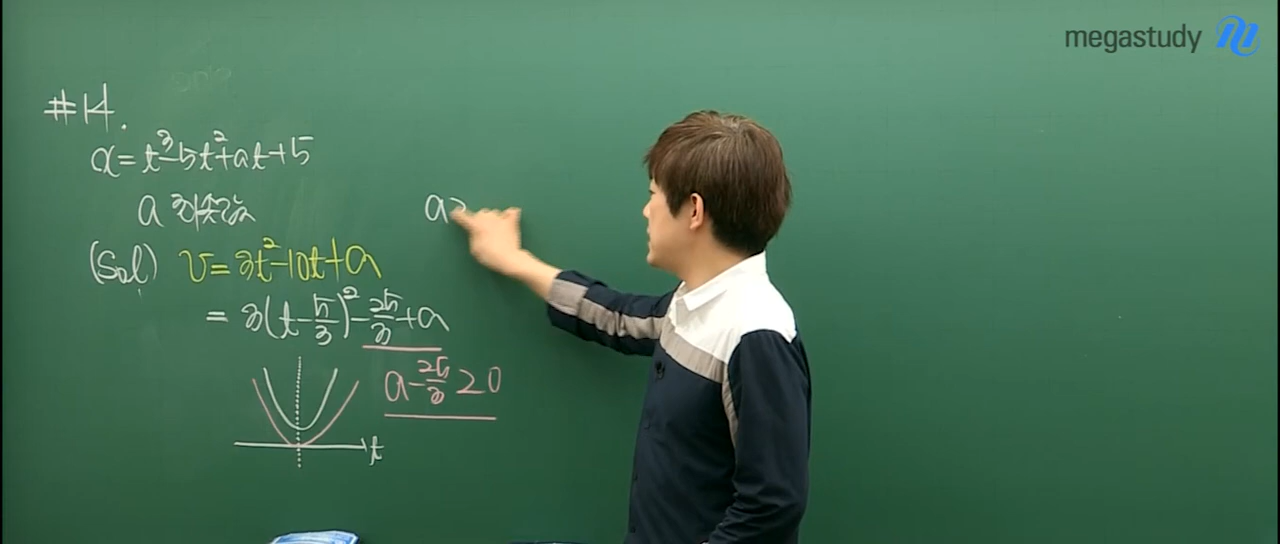 megastudy
#14.
x=t³-5t²+at+5
a 최솟값
(Sol) v=3t²-10t+a
=3(t-5/3)²-25/3+a
a-25/3≥0
t
a≥